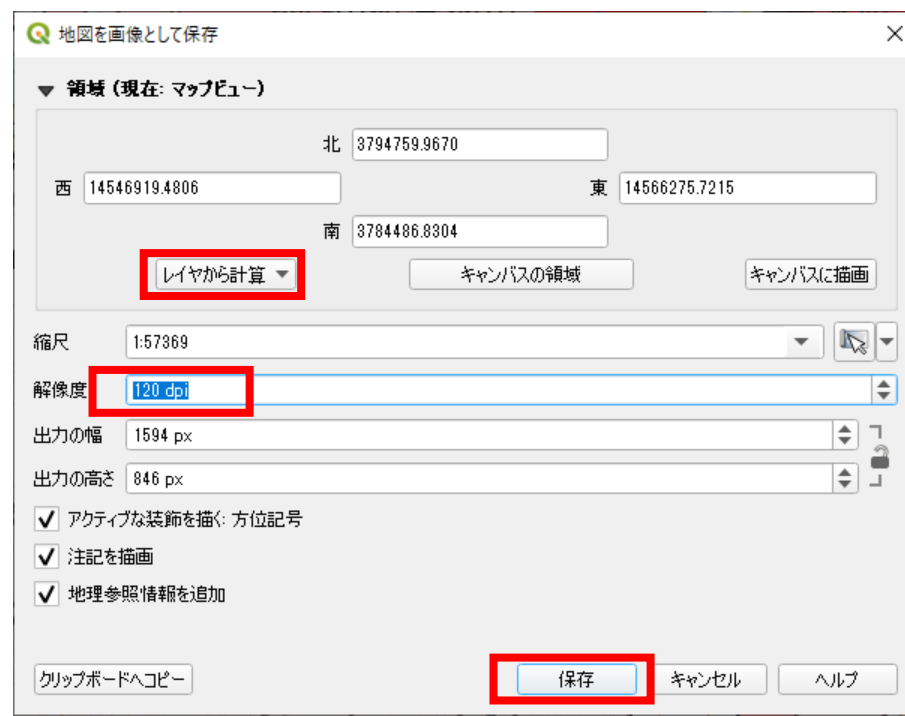 地図を画像として保存
領域 (現在: マップビュー)
北 3794759.9670
西 14546919.4806 東 14566275.7215
南 3784486.8304
レイヤから計算 キャンバスの領域 キャンバスに描画
縮尺 1:57369
解像度 120 dpi
出力の幅 1594 px
出力の高さ 846 px
アクティブな装飾を描く: 方位記号
注記を描画
地理参照情報を追加
クリップボードへコピー 保存 キャンセル ヘルプ